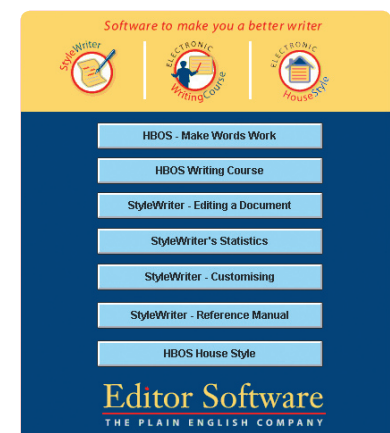 Software to make you a better writer
StyleWriter
ELECTRONIC
WritingCourse
ELECTRONIC
HouseStyle
HBOS - Make Words Work
HBOS Writing Course
StyleWriter - Editing a Document
StyleWriter's Statistics
StyleWriter - Customising
StyleWriter - Reference Manual
HBOS House Style
Editor Software
THE PLAIN ENGLISH COMPANY